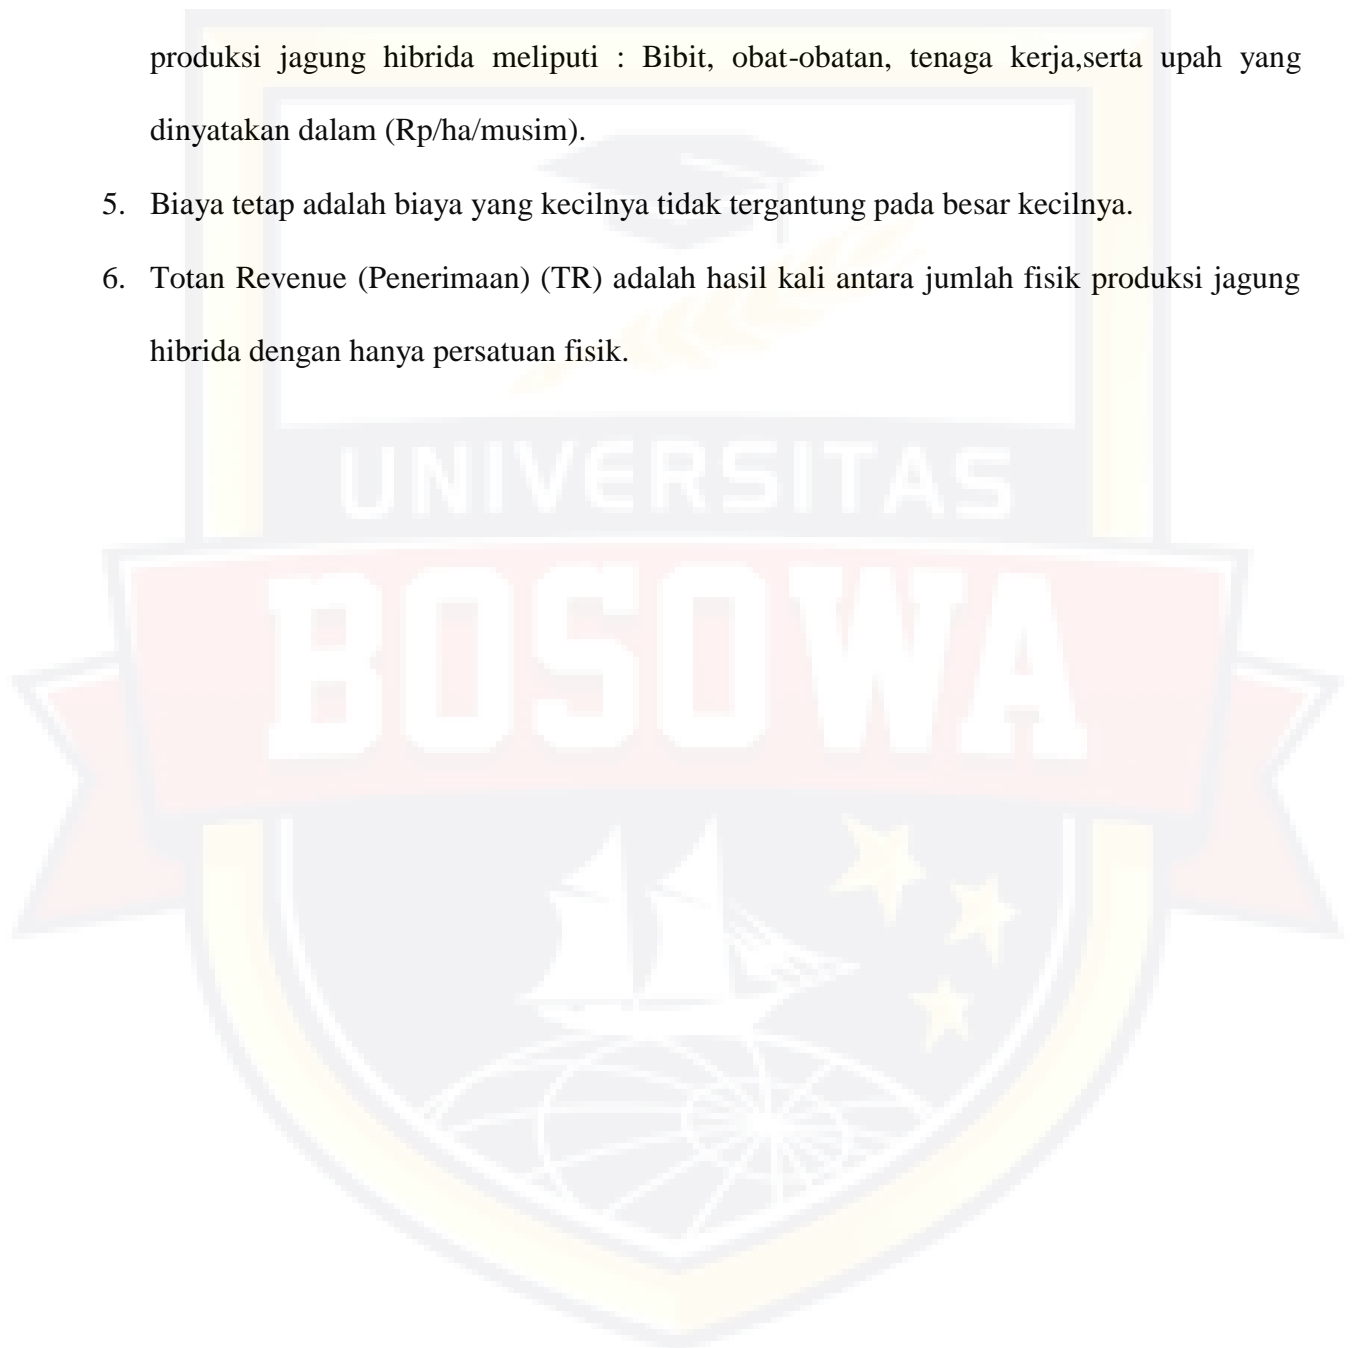 produksi jagung hibrida meliputi : Bibit, obat-obatan, tenaga kerja,serta upah yang
dinyatakan dalam (Rp/ha/musim).
5. Biaya tetap adalah biaya yang kecilnya tidak tergantung pada besar kecilnya.
6. Totan Revenue (Penerimaan) (TR) adalah hasil kali antara jumlah fisik produksi jagung
hibrida dengan hanya persatuan fisik.
UNIVERSITAS
BOSOWA